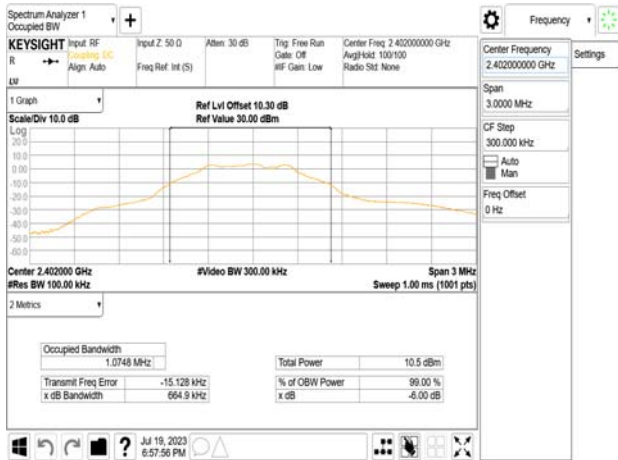 Spectrum Analyzer 1
Occupied BW
+
Frequency
KEYSIGHT
Input: RF
Coupling: DC
Align: Auto
Input Z: 50 Ω
Freq Ref: Int (S)
Atten: 30 dB
Trig: Free Run
Gate: Off
#IF Gain: Low
Center Freq: 2.402000000 GHz
Avg|Hold: 100/100
Radio Std: None
R
Center Frequency
2.402000000 GHz
Settings
Span
3.0000 MHz
CF Step
300.000 kHz
Auto
Man
Freq Offset
0 Hz
1 Graph
Scale/Div 10.0 dB
Ref Lvl Offset 10.30 dB
Ref Value 30.00 dBm
Log
20.0
10.0
0.00
-10.0
-20.0
-30.0
-40.0
-50.0
-60.0
Center 2.402000 GHz
#Video BW 300.00 kHz
Span 3 MHz
#Res BW 100.00 kHz
Sweep 1.00 ms (1001 pts)
2 Metrics
Occupied Bandwidth
1.0748 MHz
Total Power 10.5 dBm
Transmit Freq Error -15.128 kHz
% of OBW Power 99.00 %
x dB Bandwidth 664.9 kHz
x dB -6.00 dB
?
Jul 19, 2023
6:57:56 PM